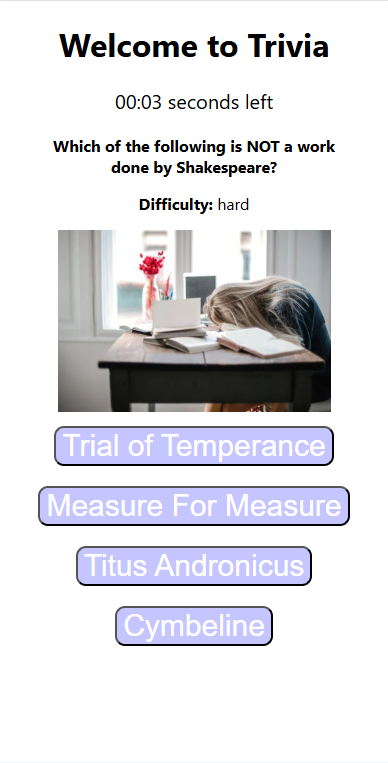 Welcome to Trivia
00:03 seconds left
Which of the following is NOT a work
done by Shakespeare?
Difficulty: hard
Trial of Temperance
Measure For Measure
Titus Andronicus
Cymbeline